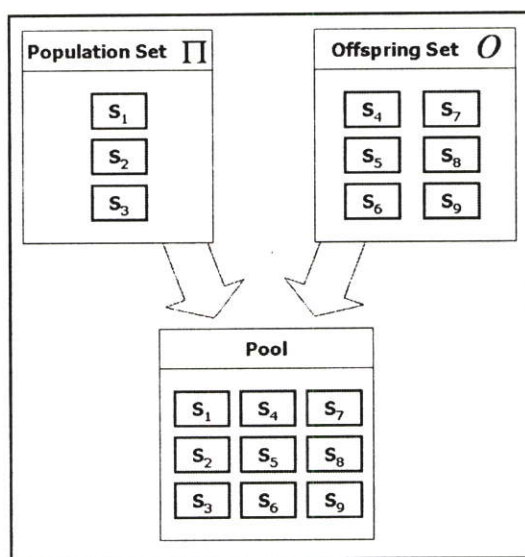 Population Set Π
S₁
S₂
S₃
Offspring Set O
S₄ S₇
S₅ S₈
S₆ S₉
Pool
S₁ S₄ S₇
S₂ S₅ S₈
S₃ S₆ S₉